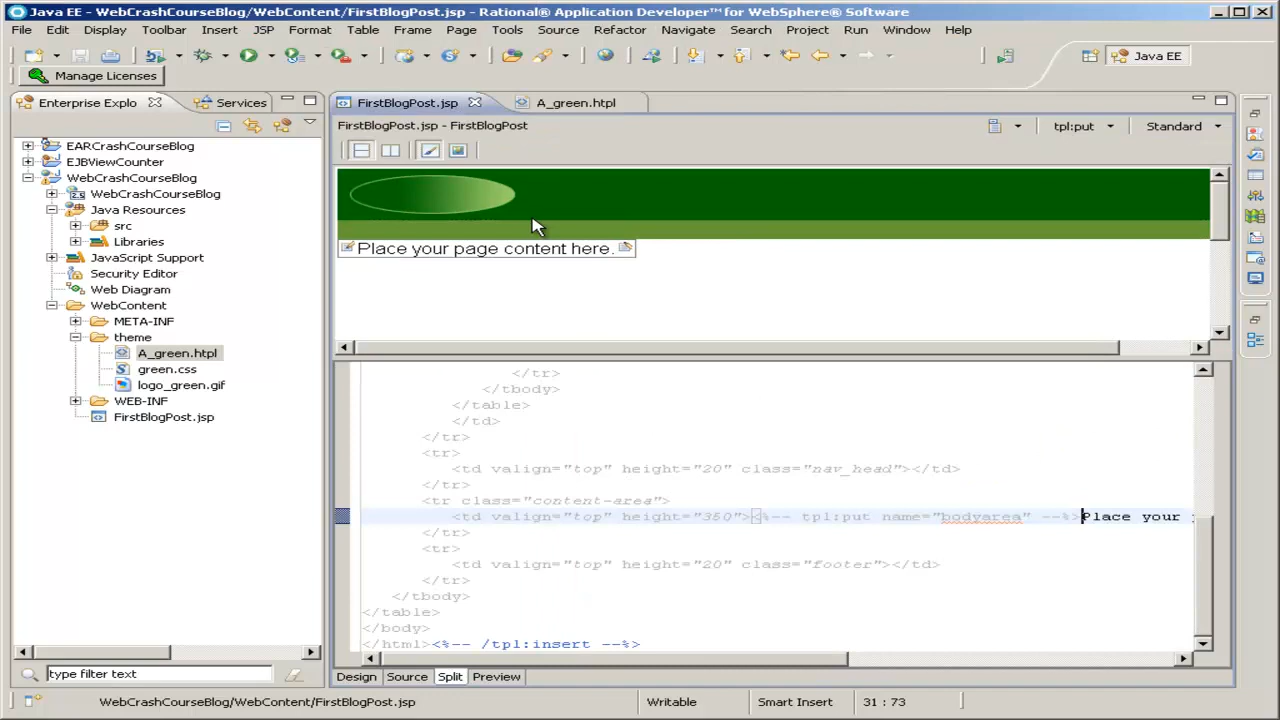 Java EE - WebCrashCourseBlog/WebContent/FirstBlogPost.jsp - Rational® Application Developer™ for WebSphere® Software
File Edit Display Toolbar Insert JSP Format Table Frame Page Tools Source Refactor Navigate Search Project Run Window Help
Java EE
Manage Licenses
Enterprise Explo
Services
FirstBlogPost.jsp
A_green.htpl
FirstBlogPost.jsp - FirstBlogPost
tpl:put
Standard
EARCrashCourseBlog
EJBViewCounter
WebCrashCourseBlog
WebCrashCourseBlog
Java Resources
src
Libraries
JavaScript Support
Security Editor
Web Diagram
WebContent
META-INF
theme
A_green.htpl
green.css
logo_green.gif
WEB-INF
FirstBlogPost.jsp
Place your page content here.
</tr>
</tbody>
</table>
</td>
</tr>
<tr>
<td valign="top" height="20" class="nav_head"></td>
</tr>
<tr class="content-area">
<td valign="top" height="350"><%-- tpl:put name="bodyarea" --%>Place your
</tr>
<tr>
<td valign="top" height="20" class="footer"></td>
</tr>
</tbody>
</table>
</body>
</html><%-- /tpl:insert --%>
type filter text
Design Source Split Preview
WebCrashCourseBlog/WebContent/FirstBlogPost.jsp
Writable
Smart Insert
31 : 73